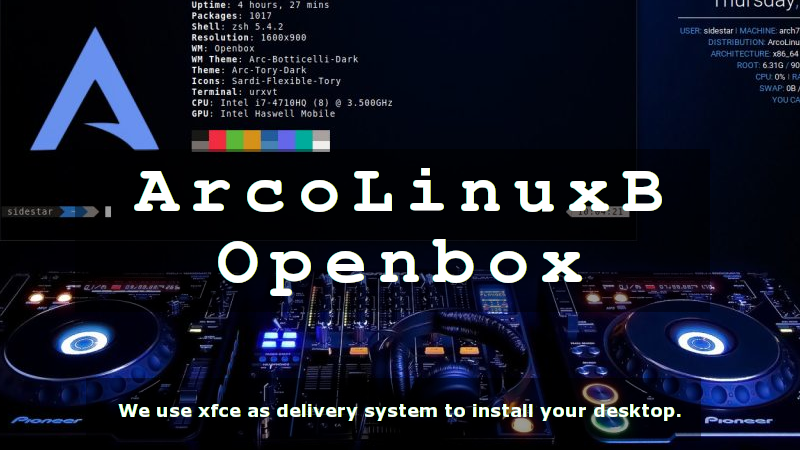 Uptime: 4 hours, 27 mins
Packages: 1017
Shell: zsh 5.4.2
Resolution: 1600x900
WM: Openbox
WM Theme: Arc-Botticelli-Dark
Theme: Arc-Tory-Dark
Icons: Sardi-Flexible-Tory
Terminal: urxvt
CPU: Intel i7-4710HQ (8) @ 3.500GHz
GPU: Intel Haswell Mobile
Thursday,
USER: sidestar | MACHINE: arch7
DISTRIBUTION: ArcoLinu
ARCHITECTURE: x86_64
ROOT: 6.31G / 90
CPU: 0% | RA
SWAP: 0B /
YOU CA
sidestar ~
18:04:21
ArcoLinuxB
Openbox
We use xfce as delivery system to install your desktop.
Pioneer
Pioneer